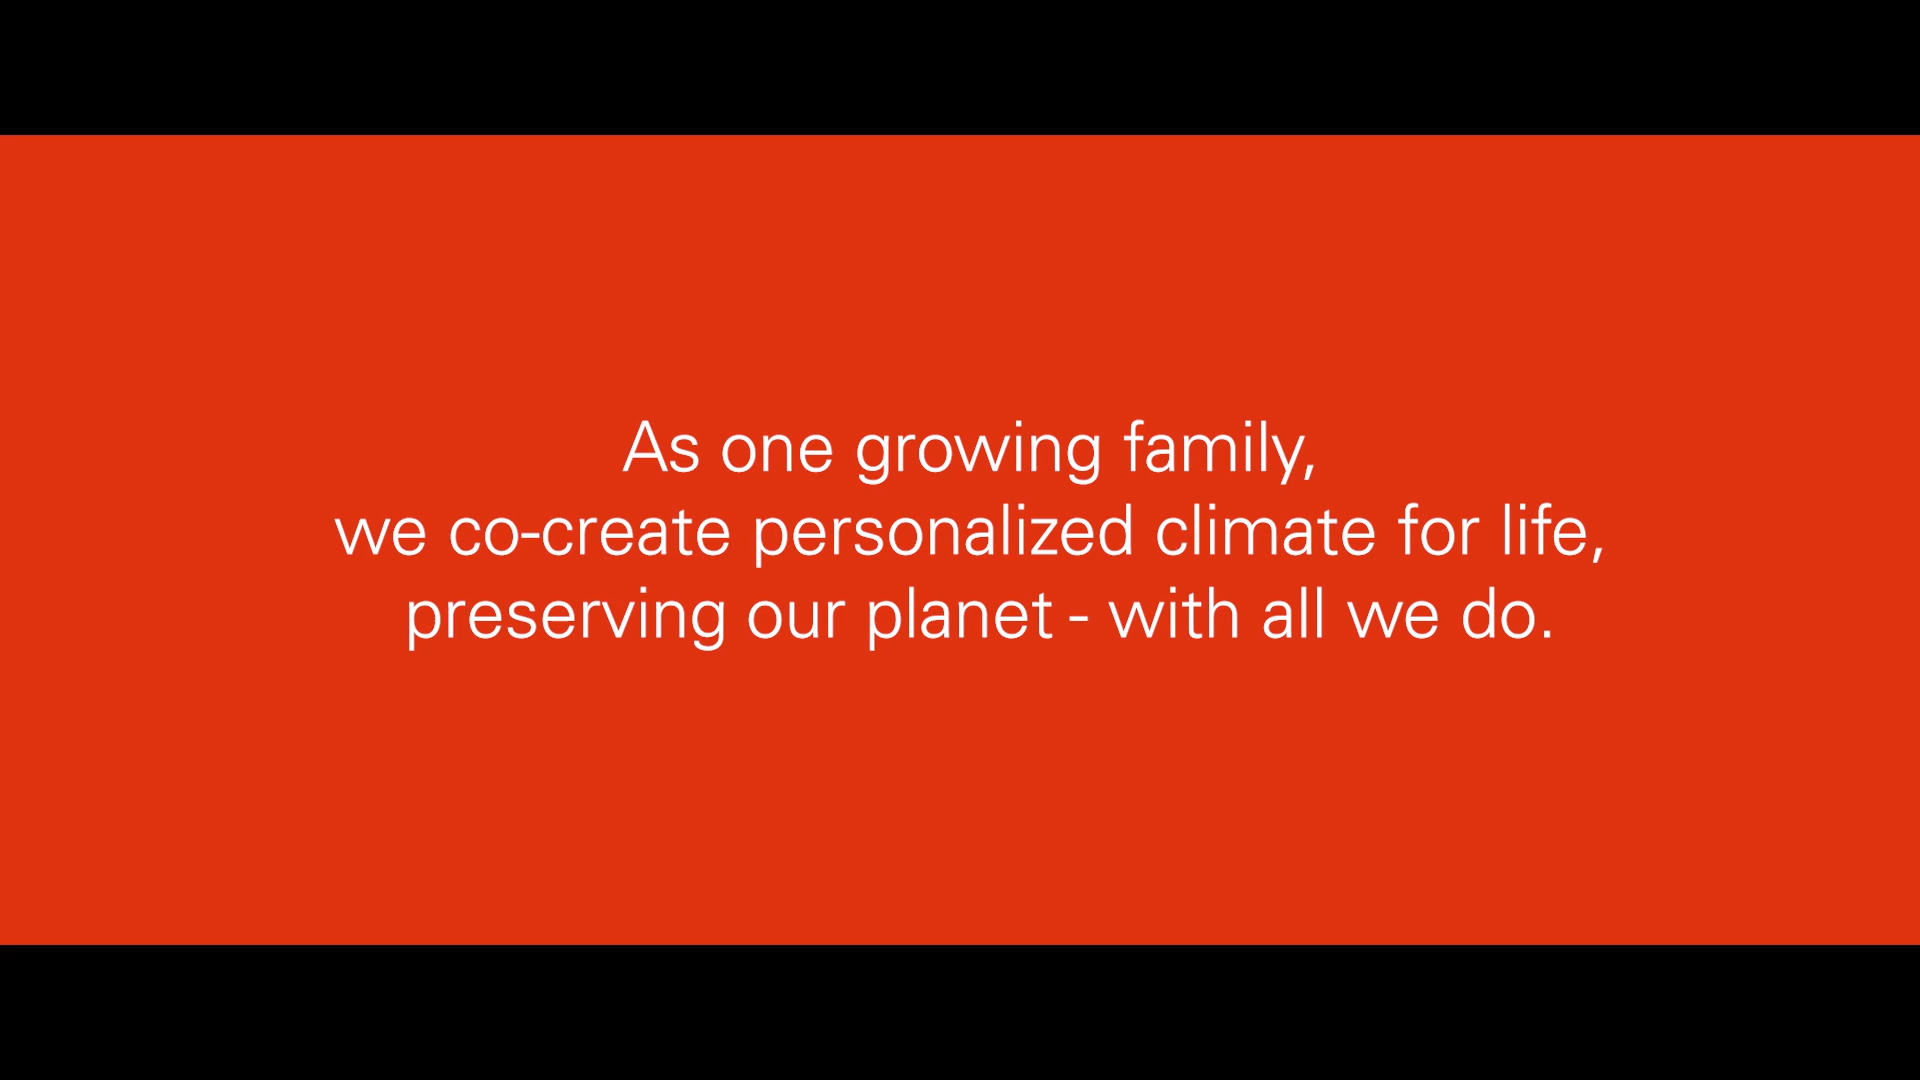 As one growing family,
we co-create personalized climate for life,
preserving our planet - with all we do.